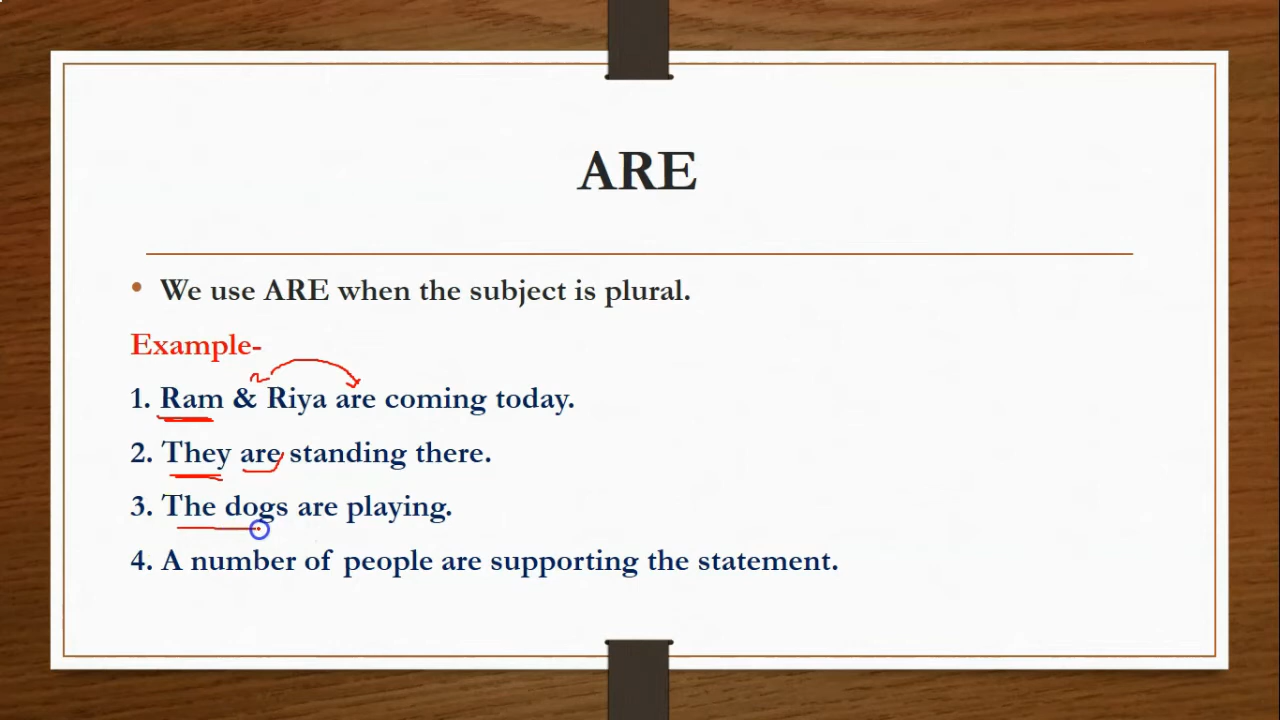 ARE
• We use ARE when the subject is plural.
Example-
1. Ram & Riya are coming today.
2. They are standing there.
3. The dogs are playing.
4. A number of people are supporting the statement.